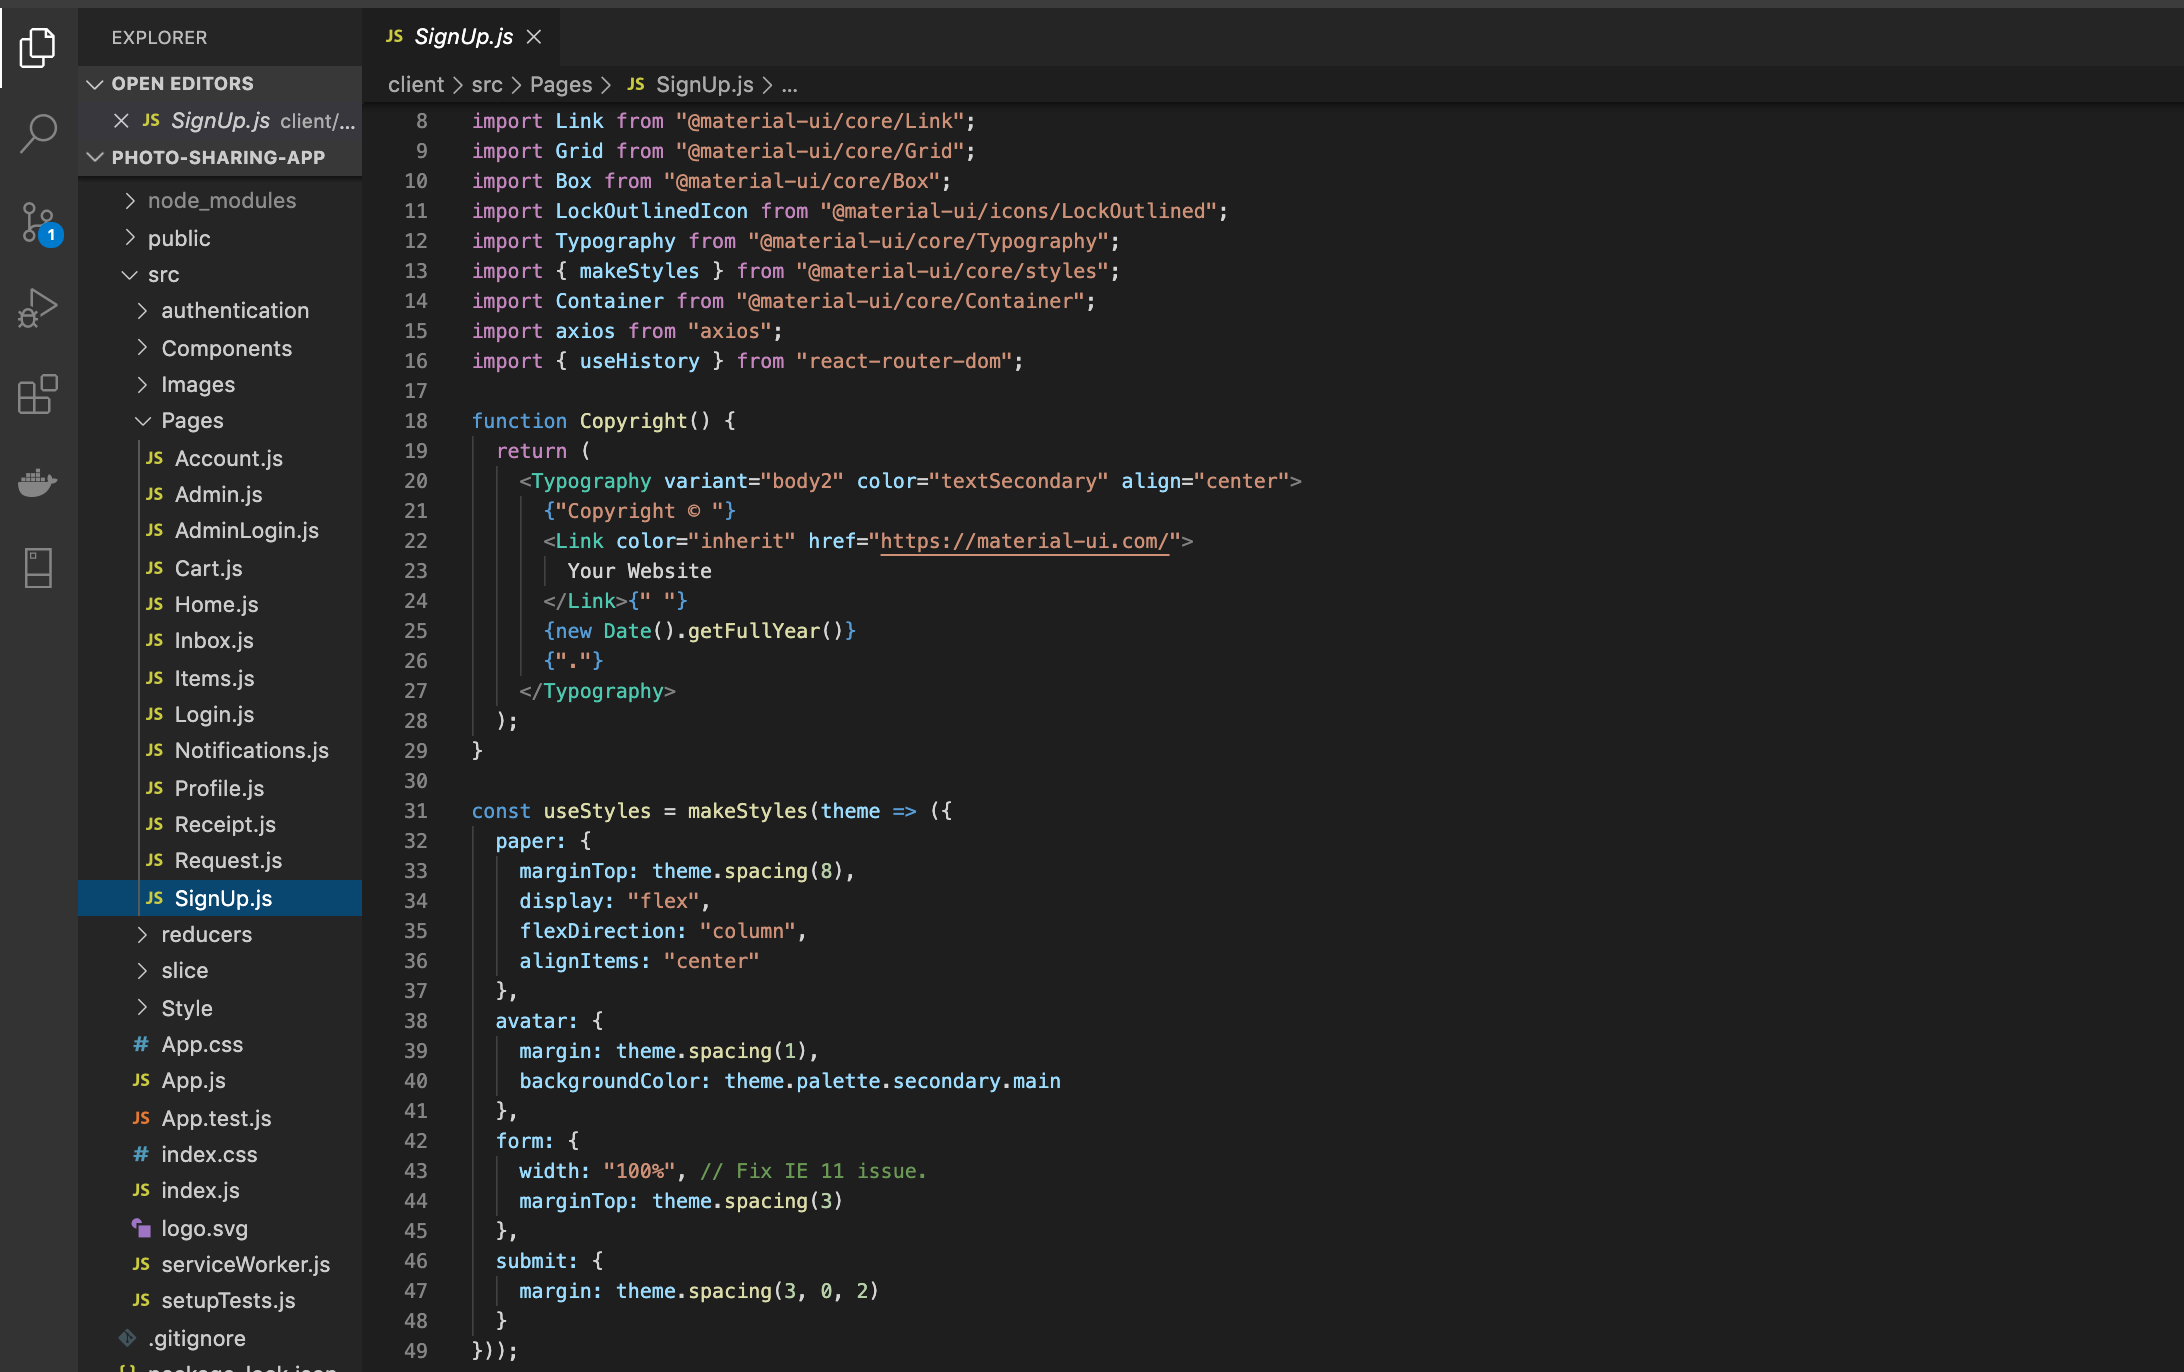 EXPLORER
OPEN EDITORS
JS SignUp.js client/...
PHOTO-SHARING-APP
node_modules
public
src
authentication
Components
Images
Pages
JS Account.js
JS Admin.js
JS AdminLogin.js
JS Cart.js
JS Home.js
JS Inbox.js
JS Items.js
JS Login.js
JS Notifications.js
JS Profile.js
JS Receipt.js
JS Request.js
JS SignUp.js
reducers
slice
Style
# App.css
JS App.js
JS App.test.js
# index.css
JS index.js
logo.svg
JS serviceWorker.js
JS setupTests.js
.gitignore
1
JS SignUp.js
client > src > Pages > JS SignUp.js > ...
8 import Link from "@material-ui/core/Link";
9 import Grid from "@material-ui/core/Grid";
10 import Box from "@material-ui/core/Box";
11 import LockOutlinedIcon from "@material-ui/icons/LockOutlined";
12 import Typography from "@material-ui/core/Typography";
13 import { makeStyles } from "@material-ui/core/styles";
14 import Container from "@material-ui/core/Container";
15 import axios from "axios";
16 import { useHistory } from "react-router-dom";
17
18 function Copyright() {
19 return (
20 <Typography variant="body2" color="textSecondary" align="center">
21 {"Copyright © "}
22 <Link color="inherit" href="https://material-ui.com/">
23 Your Website
24 </Link>{" "}
25 {new Date().getFullYear()}
26 {"."}
27 </Typography>
28 );
29 }
30
31 const useStyles = makeStyles(theme => ({
32 paper: {
33 marginTop: theme.spacing(8),
34 display: "flex",
35 flexDirection: "column",
36 alignItems: "center"
37 },
38 avatar: {
39 margin: theme.spacing(1),
40 backgroundColor: theme.palette.secondary.main
41 },
42 form: {
43 width: "100%", // Fix IE 11 issue.
44 marginTop: theme.spacing(3)
45 },
46 submit: {
47 margin: theme.spacing(3, 0, 2)
48 }
49 }));